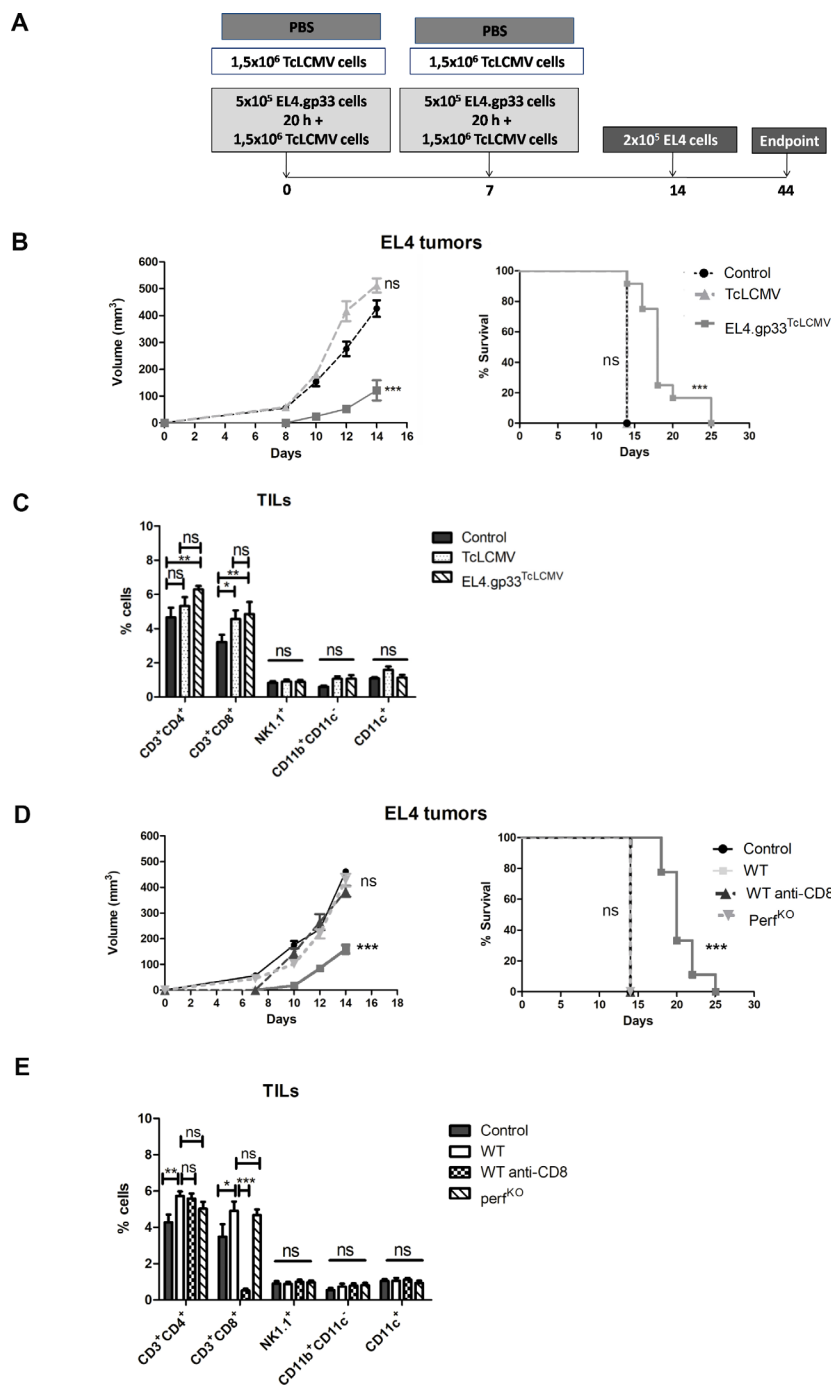 A
PBS
PBS
1,5x10⁶ TcLCMV cells
1,5x10⁶ TcLCMV cells
5x10⁵ EL4.gp33 cells
20 h +
1,5x10⁶ TcLCMV cells
5x10⁵ EL4.gp33 cells
20 h +
1,5x10⁶ TcLCMV cells
2x10⁵ EL4 cells
Endpoint
0
7
14
44
B
EL4 tumors
Volume (mm³)
600
500
400
300
200
100
0
0 2 4 6 8 10 12 14 16
Days
ns
***
% Survival
100
80
60
40
20
0
0 5 10 15 20 25 30
Days
ns
***
Control
TcLCMV
EL4.gp33ᵀᶜᴸᶜᴹⱽ
C
TILs
% cells
10
8
6
4
2
0
ns
**
ns
ns
**
*
ns
ns
ns
CD3⁺CD4⁺
CD3⁺CD8⁺
NK1.1⁺
CD11b⁺CD11c⁻
CD11c⁺
Control
TcLCMV
EL4.gp33ᵀᶜᴸᶜᴹⱽ
D
EL4 tumors
Volume (mm³)
600
500
400
300
200
100
0
0 2 4 6 8 10 12 14 16 18
Days
ns
***
% Survival
100
80
60
40
20
0
0 5 10 15 20 25 30
Days
ns
***
Control
WT
WT anti-CD8
Perfᴷᴼ
E
TILs
% cells
10
8
6
4
2
0
ns
** ns
ns
* ***
ns
ns
ns
CD3⁺CD4⁺
CD3⁺CD8⁺
NK1.1⁺
CD11b⁺CD11c⁻
CD11c⁺
Control
WT
WT anti-CD8
perfᴷᴼ